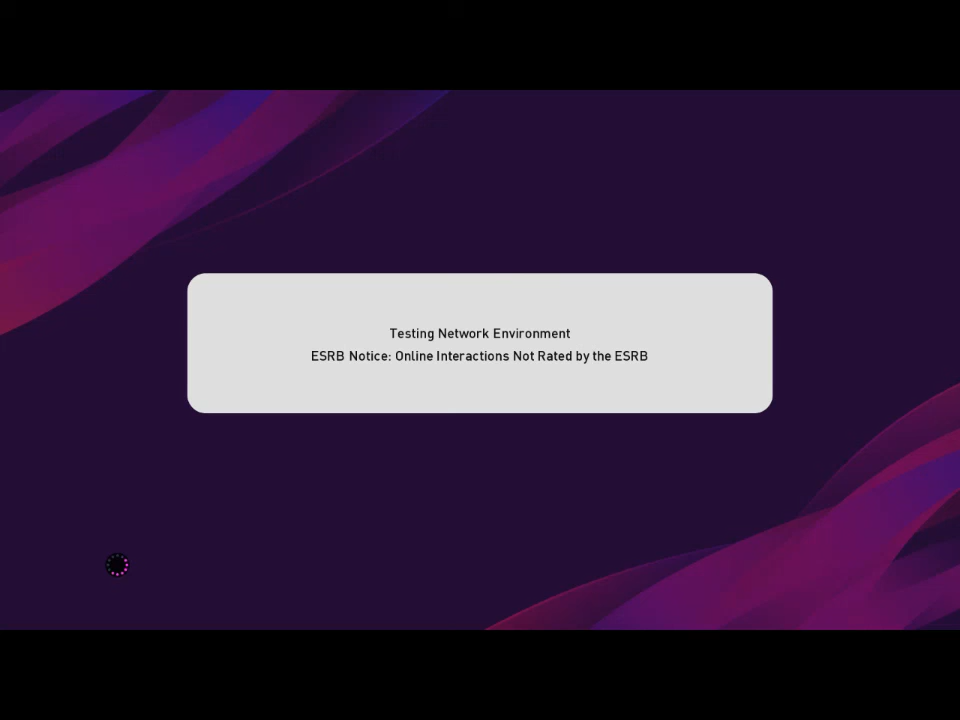 Testing Network Environment
ESRB Notice: Online Interactions Not Rated by the ESRB